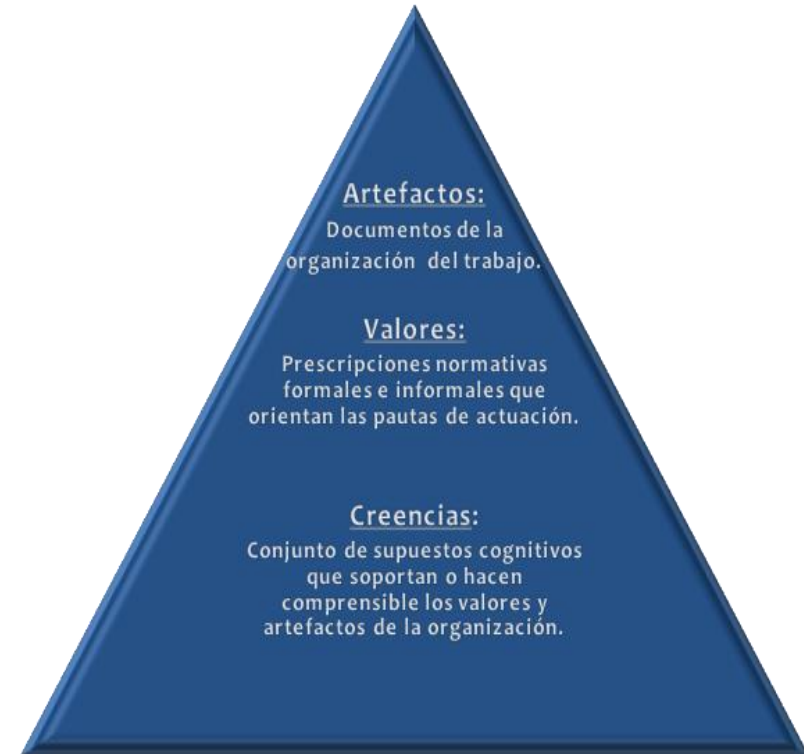 Artefactos:
Documentos de la
organización del trabajo.
Valores:
Prescripciones normativas
formales e informales que
orientan las pautas de actuación.
Creencias:
Conjunto de supuestos cognitivos
que soportan o hacen
comprensible los valores y
artefactos de la organización.